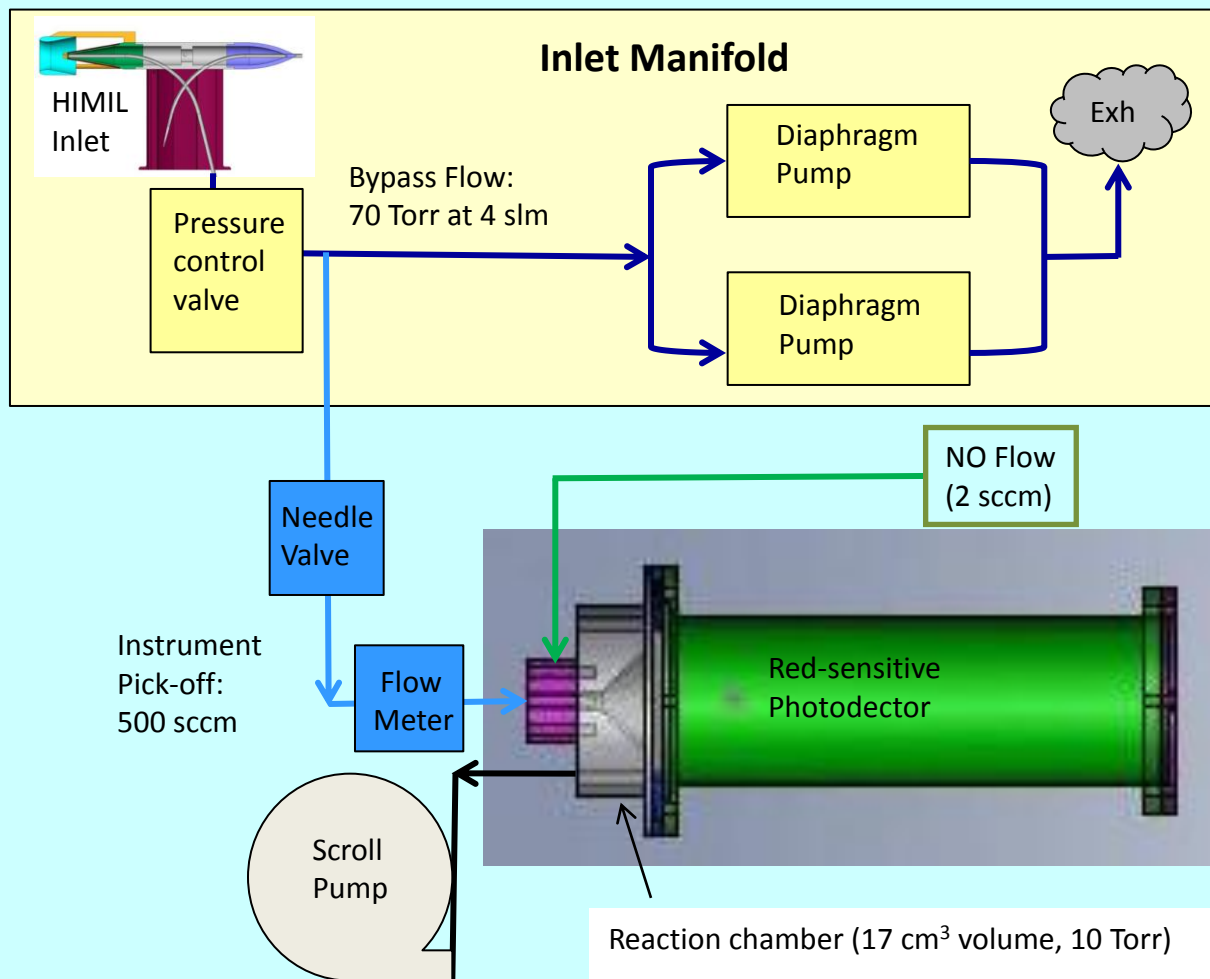 Inlet Manifold
HIMIL
Inlet
Exh
Diaphragm
Pump
Bypass Flow:
70 Torr at 4 slm
Pressure
control
valve
Diaphragm
Pump
NO Flow
(2 sccm)
Needle
Valve
Instrument
Pick-off:
500 sccm
Flow
Meter
Red-sensitive
Photodector
Scroll
Pump
Reaction chamber (17 cm³ volume, 10 Torr)